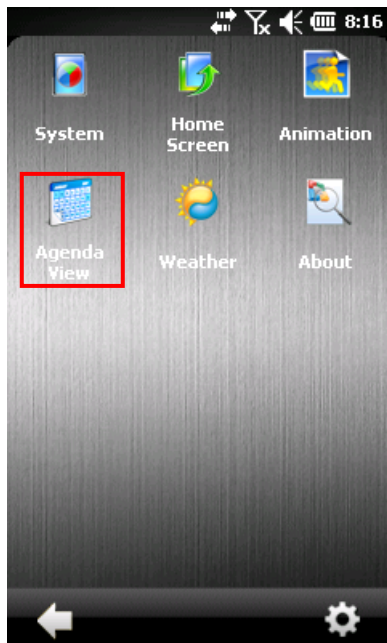 8:16
System
Home
Screen
Animation
Agenda
View
Weather
About